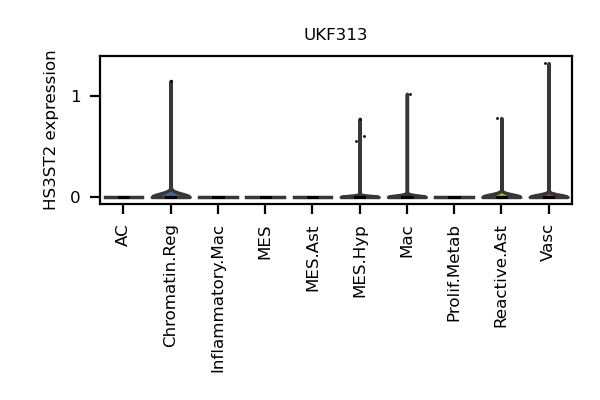 UKF313
HS3ST2 expression
1
0
AC
Chromatin.Reg
Inflammatory.Mac
MES
MES.Ast
MES.Hyp
Mac
Prolif.Metab
Reactive.Ast
Vasc